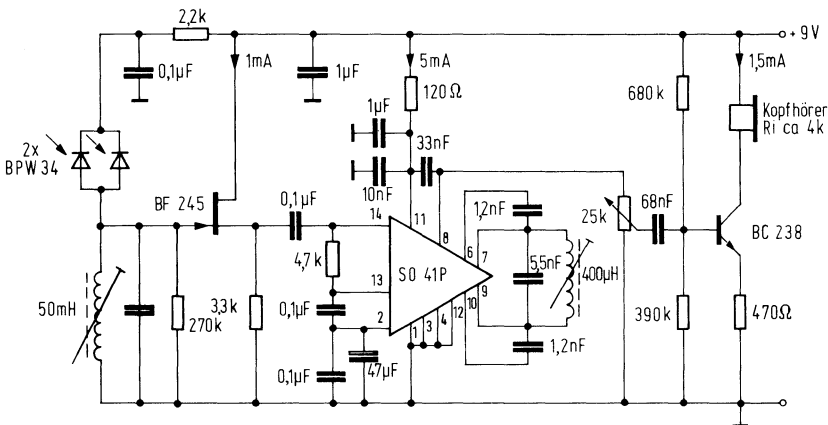 2,2k
+ 9V
0,1µF
1mA
1µF
5mA
120Ω
1,5mA
680k
Kopfhörer
Ri ca 4k
1µF
33nF
10nF
2x
BPW 34
BF 245
0,1µF
14
11
8
1,2nF
25k
68nF
BC 238
4,7k
6
7
13
SO 41P
5,5nF
400µH
9
10
12
50mH
270k
3,3k
0,1µF
2
1
3
4
390k
470Ω
0,1µF
47µF
1,2nF